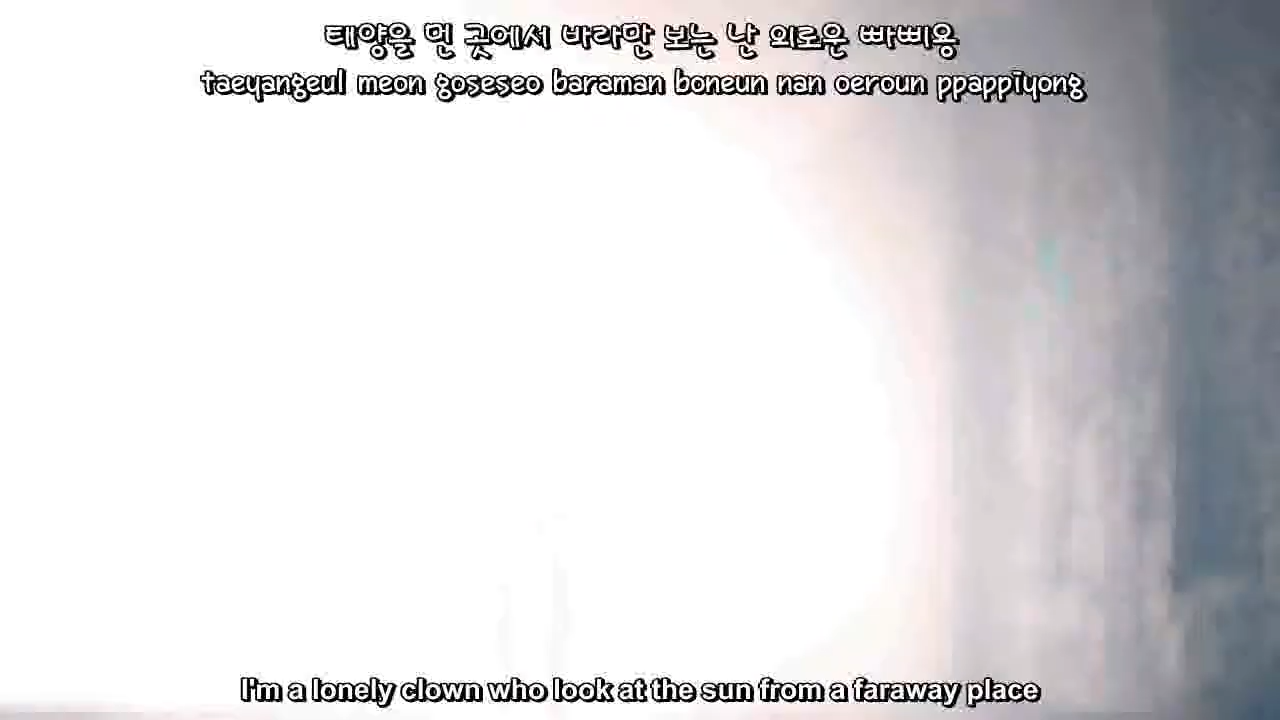 태양을 먼 곳에서 바라만 보는 난 외로운 빠삐용
taeyangeul meon goseseo baraman boneun nan oeroun ppappiyong
I'm a lonely clown who look at the sun from a faraway place